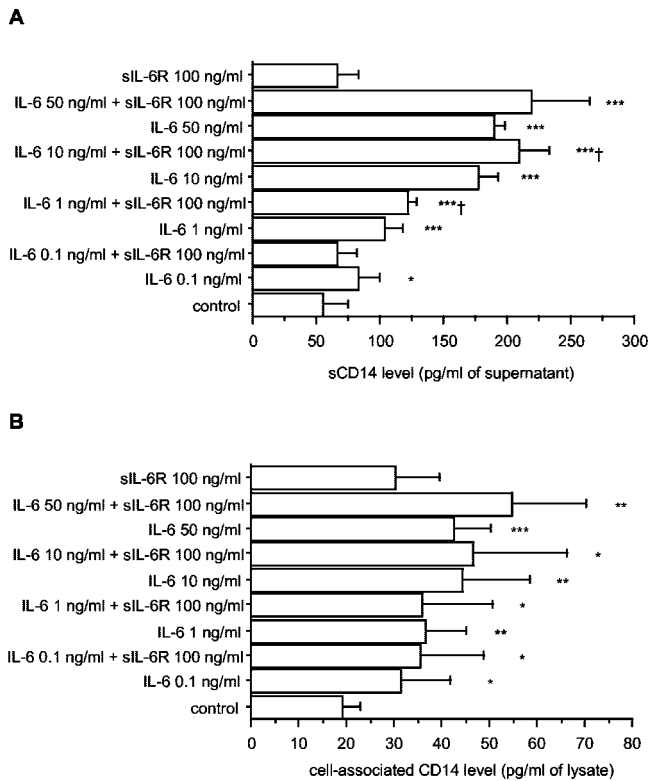 A
sIL-6R 100 ng/ml
IL-6 50 ng/ml + sIL-6R 100 ng/ml ***
IL-6 50 ng/ml ***
IL-6 10 ng/ml + sIL-6R 100 ng/ml ***†
IL-6 10 ng/ml ***
IL-6 1 ng/ml + sIL-6R 100 ng/ml ***†
IL-6 1 ng/ml ***
IL-6 0.1 ng/ml + sIL-6R 100 ng/ml
IL-6 0.1 ng/ml *
control
0 50 100 150 200 250 300
sCD14 level (pg/ml of supernatant)
B
sIL-6R 100 ng/ml
IL-6 50 ng/ml + sIL-6R 100 ng/ml **
IL-6 50 ng/ml ***
IL-6 10 ng/ml + sIL-6R 100 ng/ml *
IL-6 10 ng/ml **
IL-6 1 ng/ml + sIL-6R 100 ng/ml *
IL-6 1 ng/ml **
IL-6 0.1 ng/ml + sIL-6R 100 ng/ml *
IL-6 0.1 ng/ml *
control
0 10 20 30 40 50 60 70 80
cell-associated CD14 level (pg/ml of lysate)